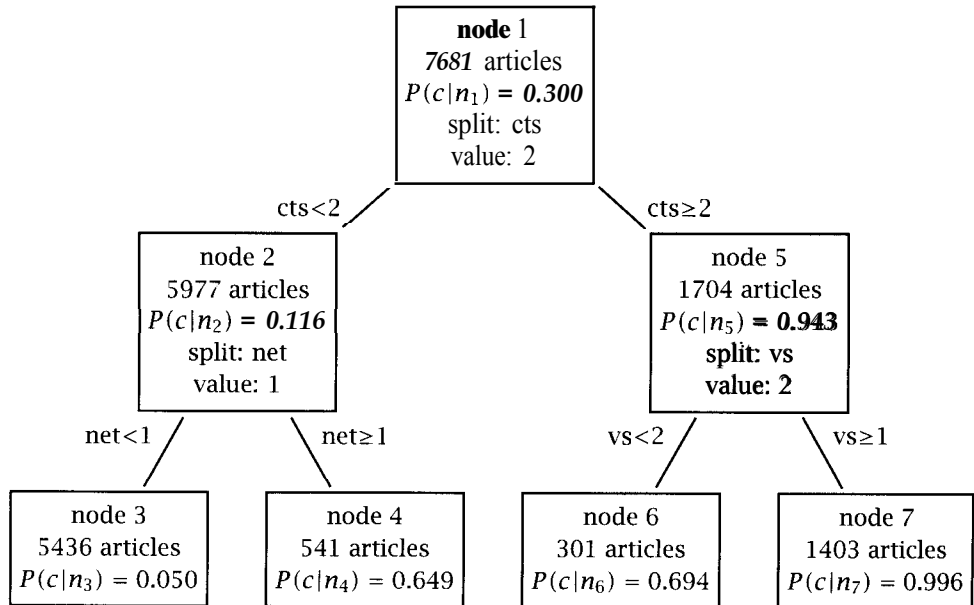 node 1
7681 articles
P(c|n₁) = 0.300
split: cts
value: 2
cts<2
cts≥2
node 2
5977 articles
P(c|n₂) = 0.116
split: net
value: 1
node 5
1704 articles
P(c|n₅) = 0.943
split: vs
value: 2
net<1
net≥1
vs<2
vs≥1
node 3
5436 articles
P(c|n₃) = 0.050
node 4
541 articles
P(c|n₄) = 0.649
node 6
301 articles
P(c|n₆) = 0.694
node 7
1403 articles
P(c|n₇) = 0.996